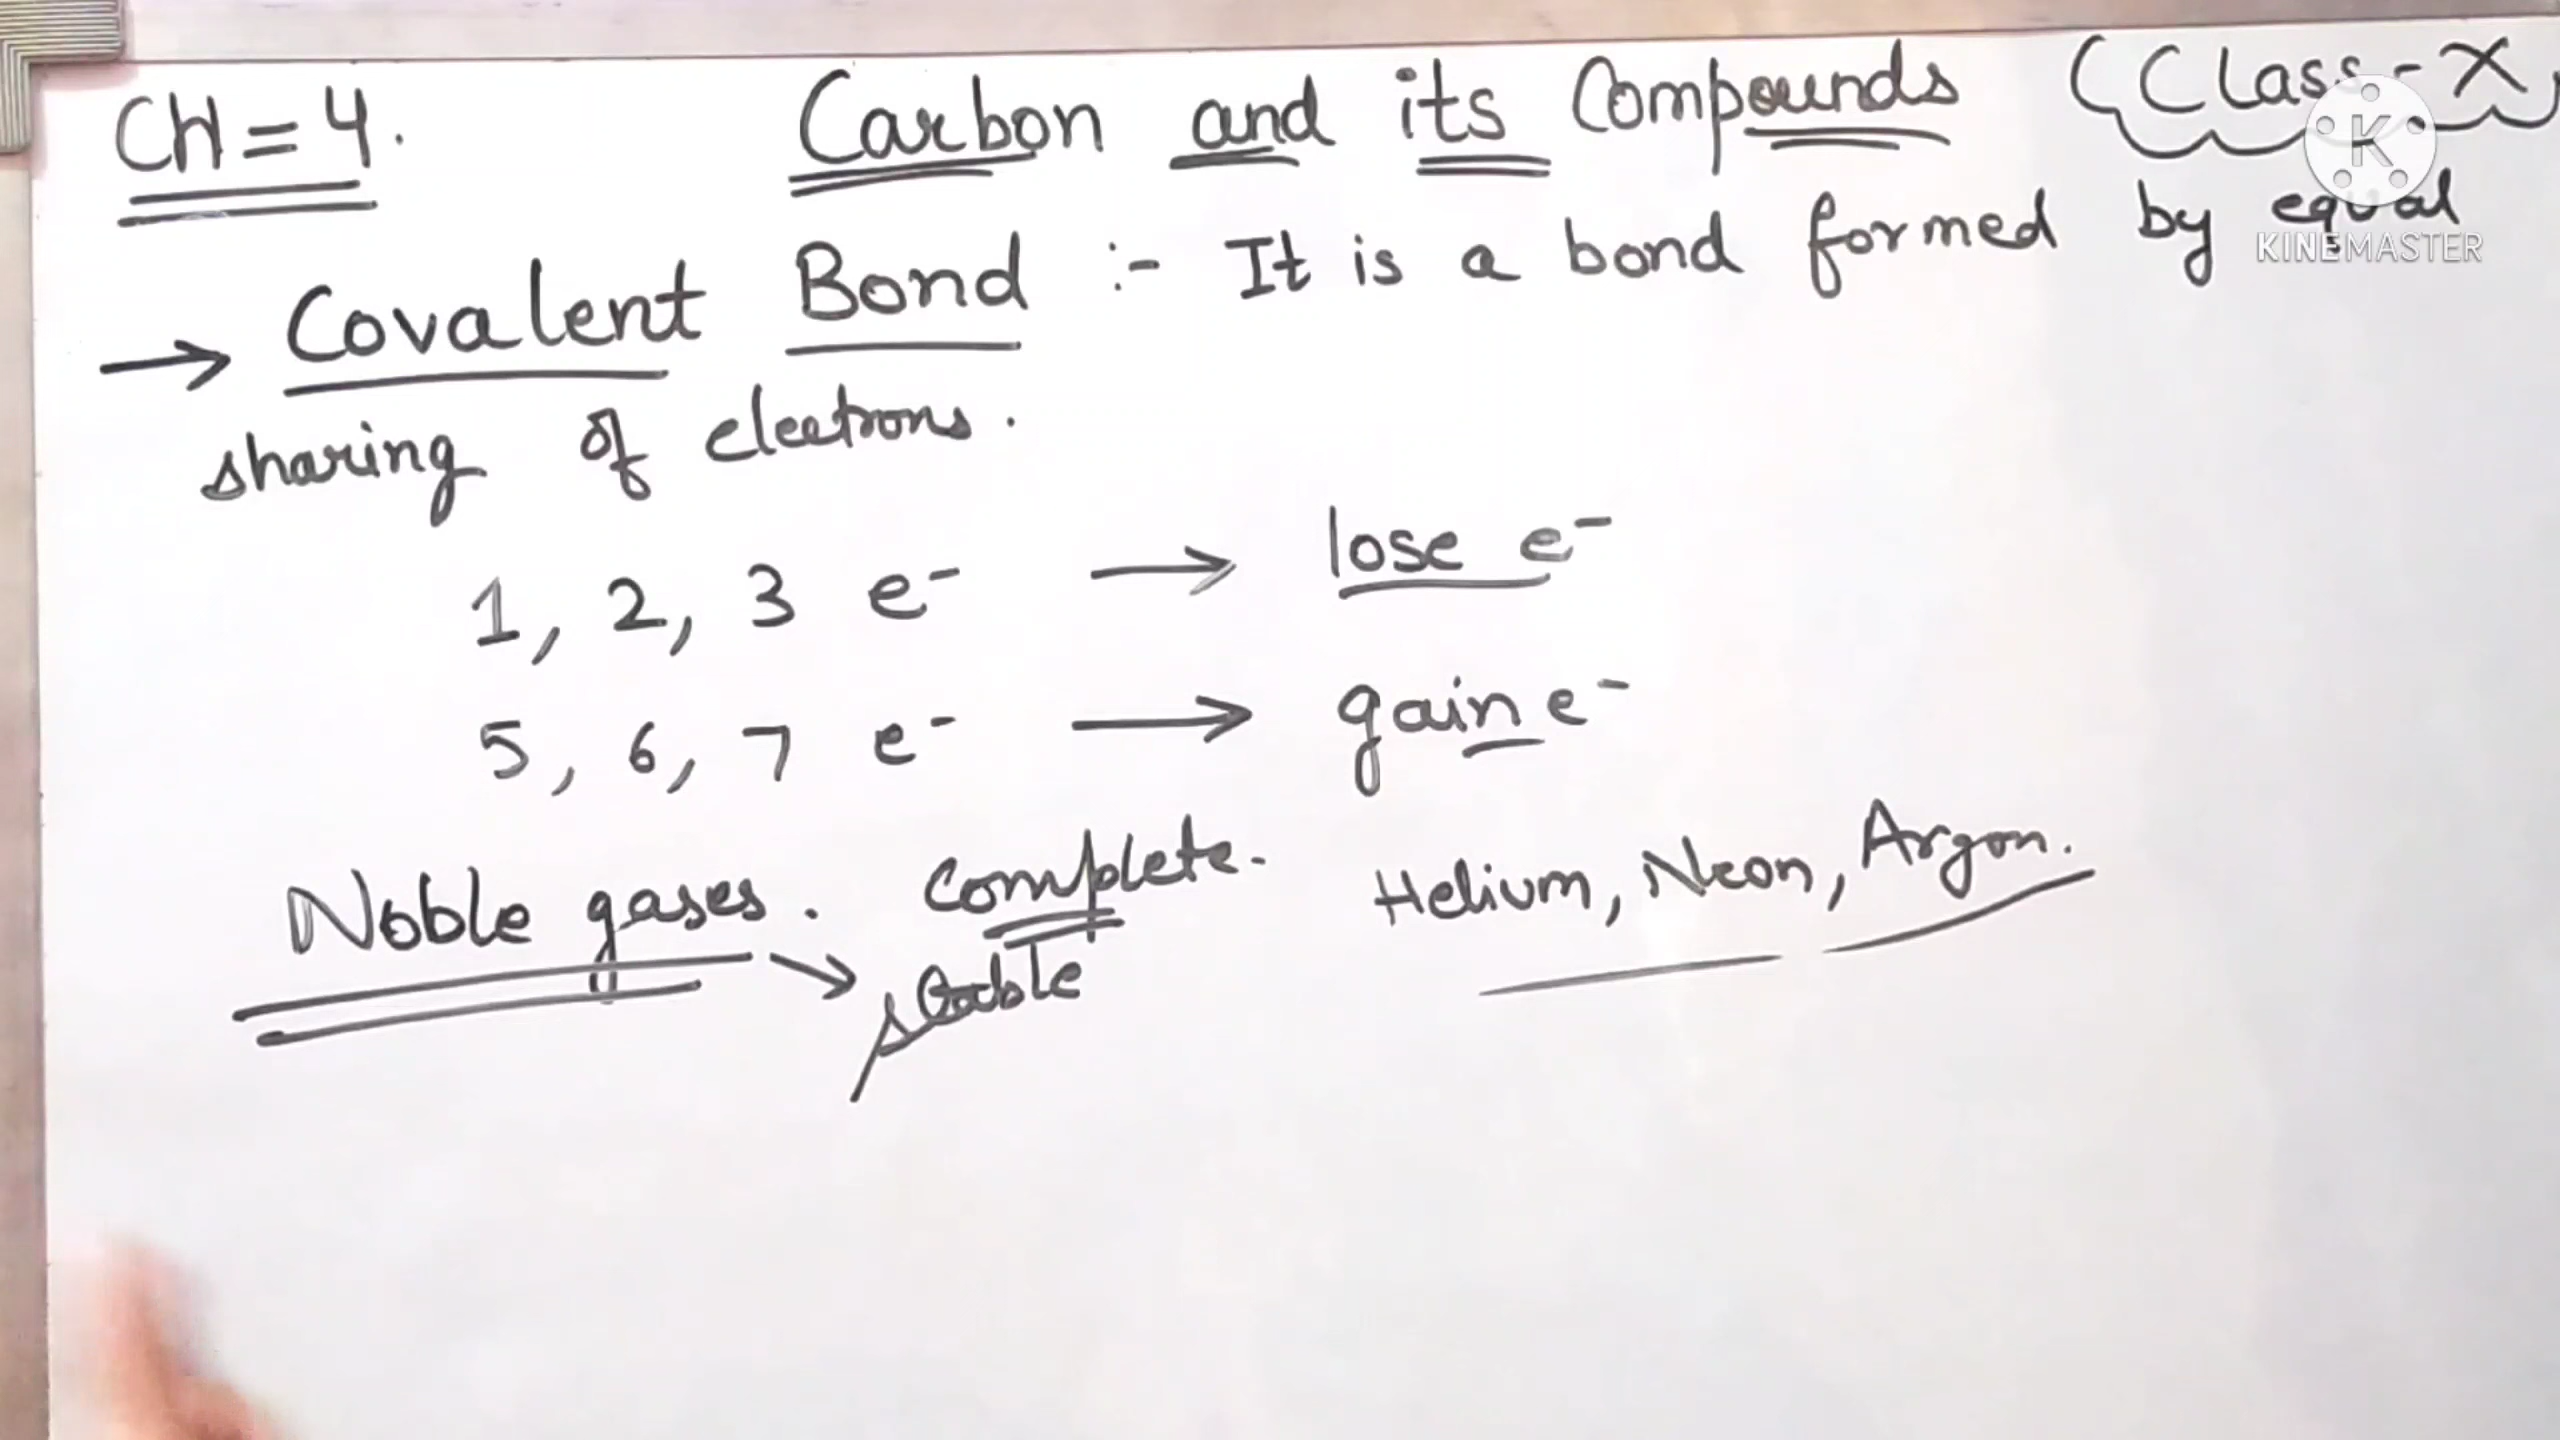 CH = 4. Carbon and its Compounds (Class - X)
→ Covalent Bond :- It is a bond formed by equal
sharing of electrons.
1, 2, 3 e⁻ → lose e⁻
5, 6, 7 e⁻ → gain e⁻
Noble gases. Complete. Helium, Neon, Argon.
→ stable
K
KINEMASTER